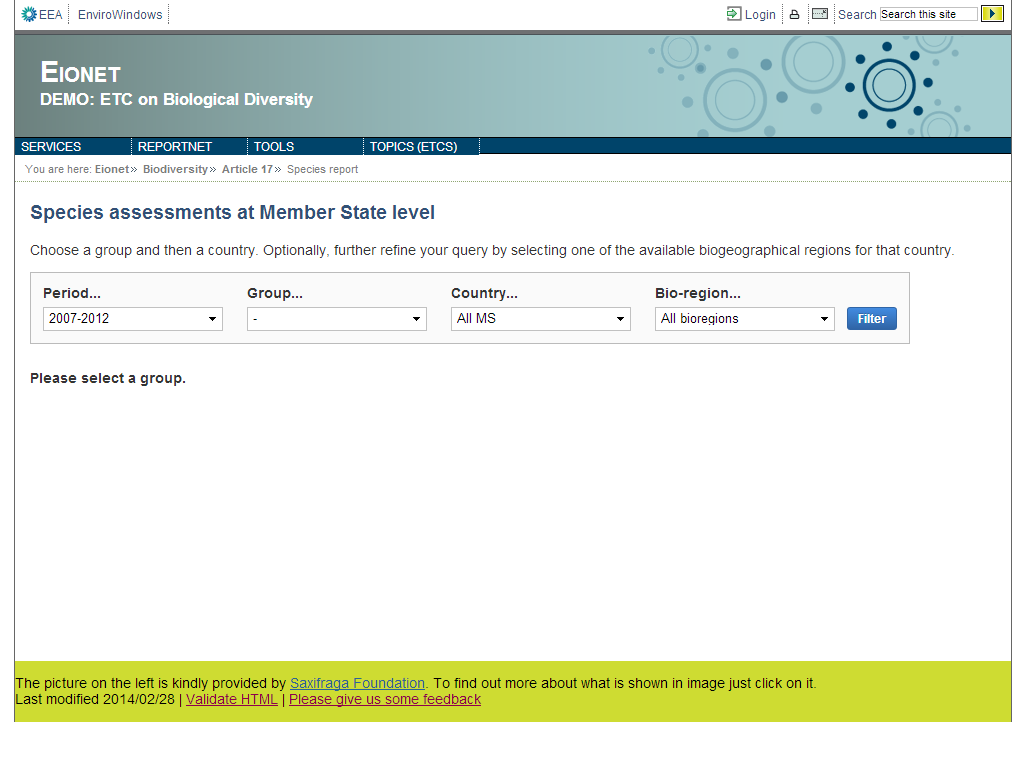 EEA EnviroWindows Login Search Search this site
EIONET
DEMO: ETC on Biological Diversity
SERVICES REPORTNET TOOLS TOPICS (ETCS)
You are here: Eionet» Biodiversity» Article 17» Species report
Species assessments at Member State level
Choose a group and then a country. Optionally, further refine your query by selecting one of the available biogeographical regions for that country.
Period... Group... Country... Bio-region...
2007-2012 - All MS All bioregions Filter
Please select a group.
The picture on the left is kindly provided by Saxifraga Foundation. To find out more about what is shown in image just click on it.
Last modified 2014/02/28 | Validate HTML | Please give us some feedback